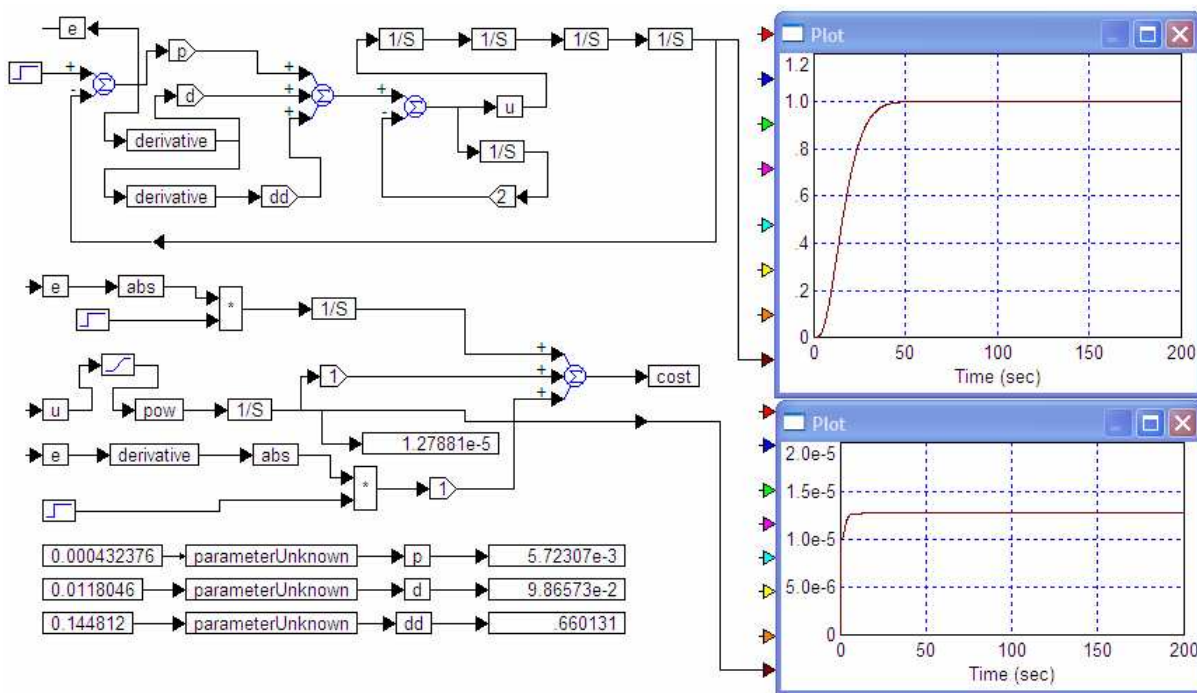 e
p
+
-
Σ
d
derivative
derivative
dd
+
+
+
Σ
1/S
1/S
1/S
1/S
+
-
Σ
u
1/S
2
Plot
1.2
1.0
.8
.6
.4
.2
0
0 50 100 150 200
Time (sec)
e
abs
*
1/S
u
pow
1/S
1
1.27881e-5
+
+
+
Σ
cost
e
derivative
abs
*
1
Plot
2.0e-5
1.5e-5
1.0e-5
5.0e-6
0
0 50 100 150 200
Time (sec)
0.000432376 parameterUnknown p 5.72307e-3
0.0118046 parameterUnknown d 9.86573e-2
0.144812 parameterUnknown dd .660131